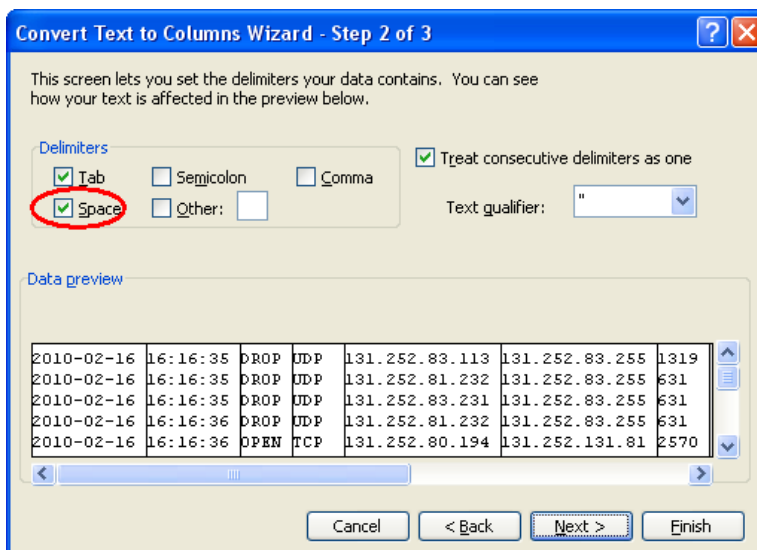 Convert Text to Columns Wizard - Step 2 of 3
This screen lets you set the delimiters your data contains. You can see
how your text is affected in the preview below.
Delimiters
Tab Semicolon Comma
Space Other:
Treat consecutive delimiters as one
Text qualifier: "
Data preview
2010-02-16 16:16:35 DROP UDP 131.252.83.113 131.252.83.255 1319
2010-02-16 16:16:35 DROP UDP 131.252.81.232 131.252.83.255 631
2010-02-16 16:16:35 DROP UDP 131.252.83.231 131.252.83.255 631
2010-02-16 16:16:36 DROP UDP 131.252.81.232 131.252.83.255 631
2010-02-16 16:16:36 OPEN TCP 131.252.80.194 131.252.131.81 2570
Cancel < Back Next > Finish